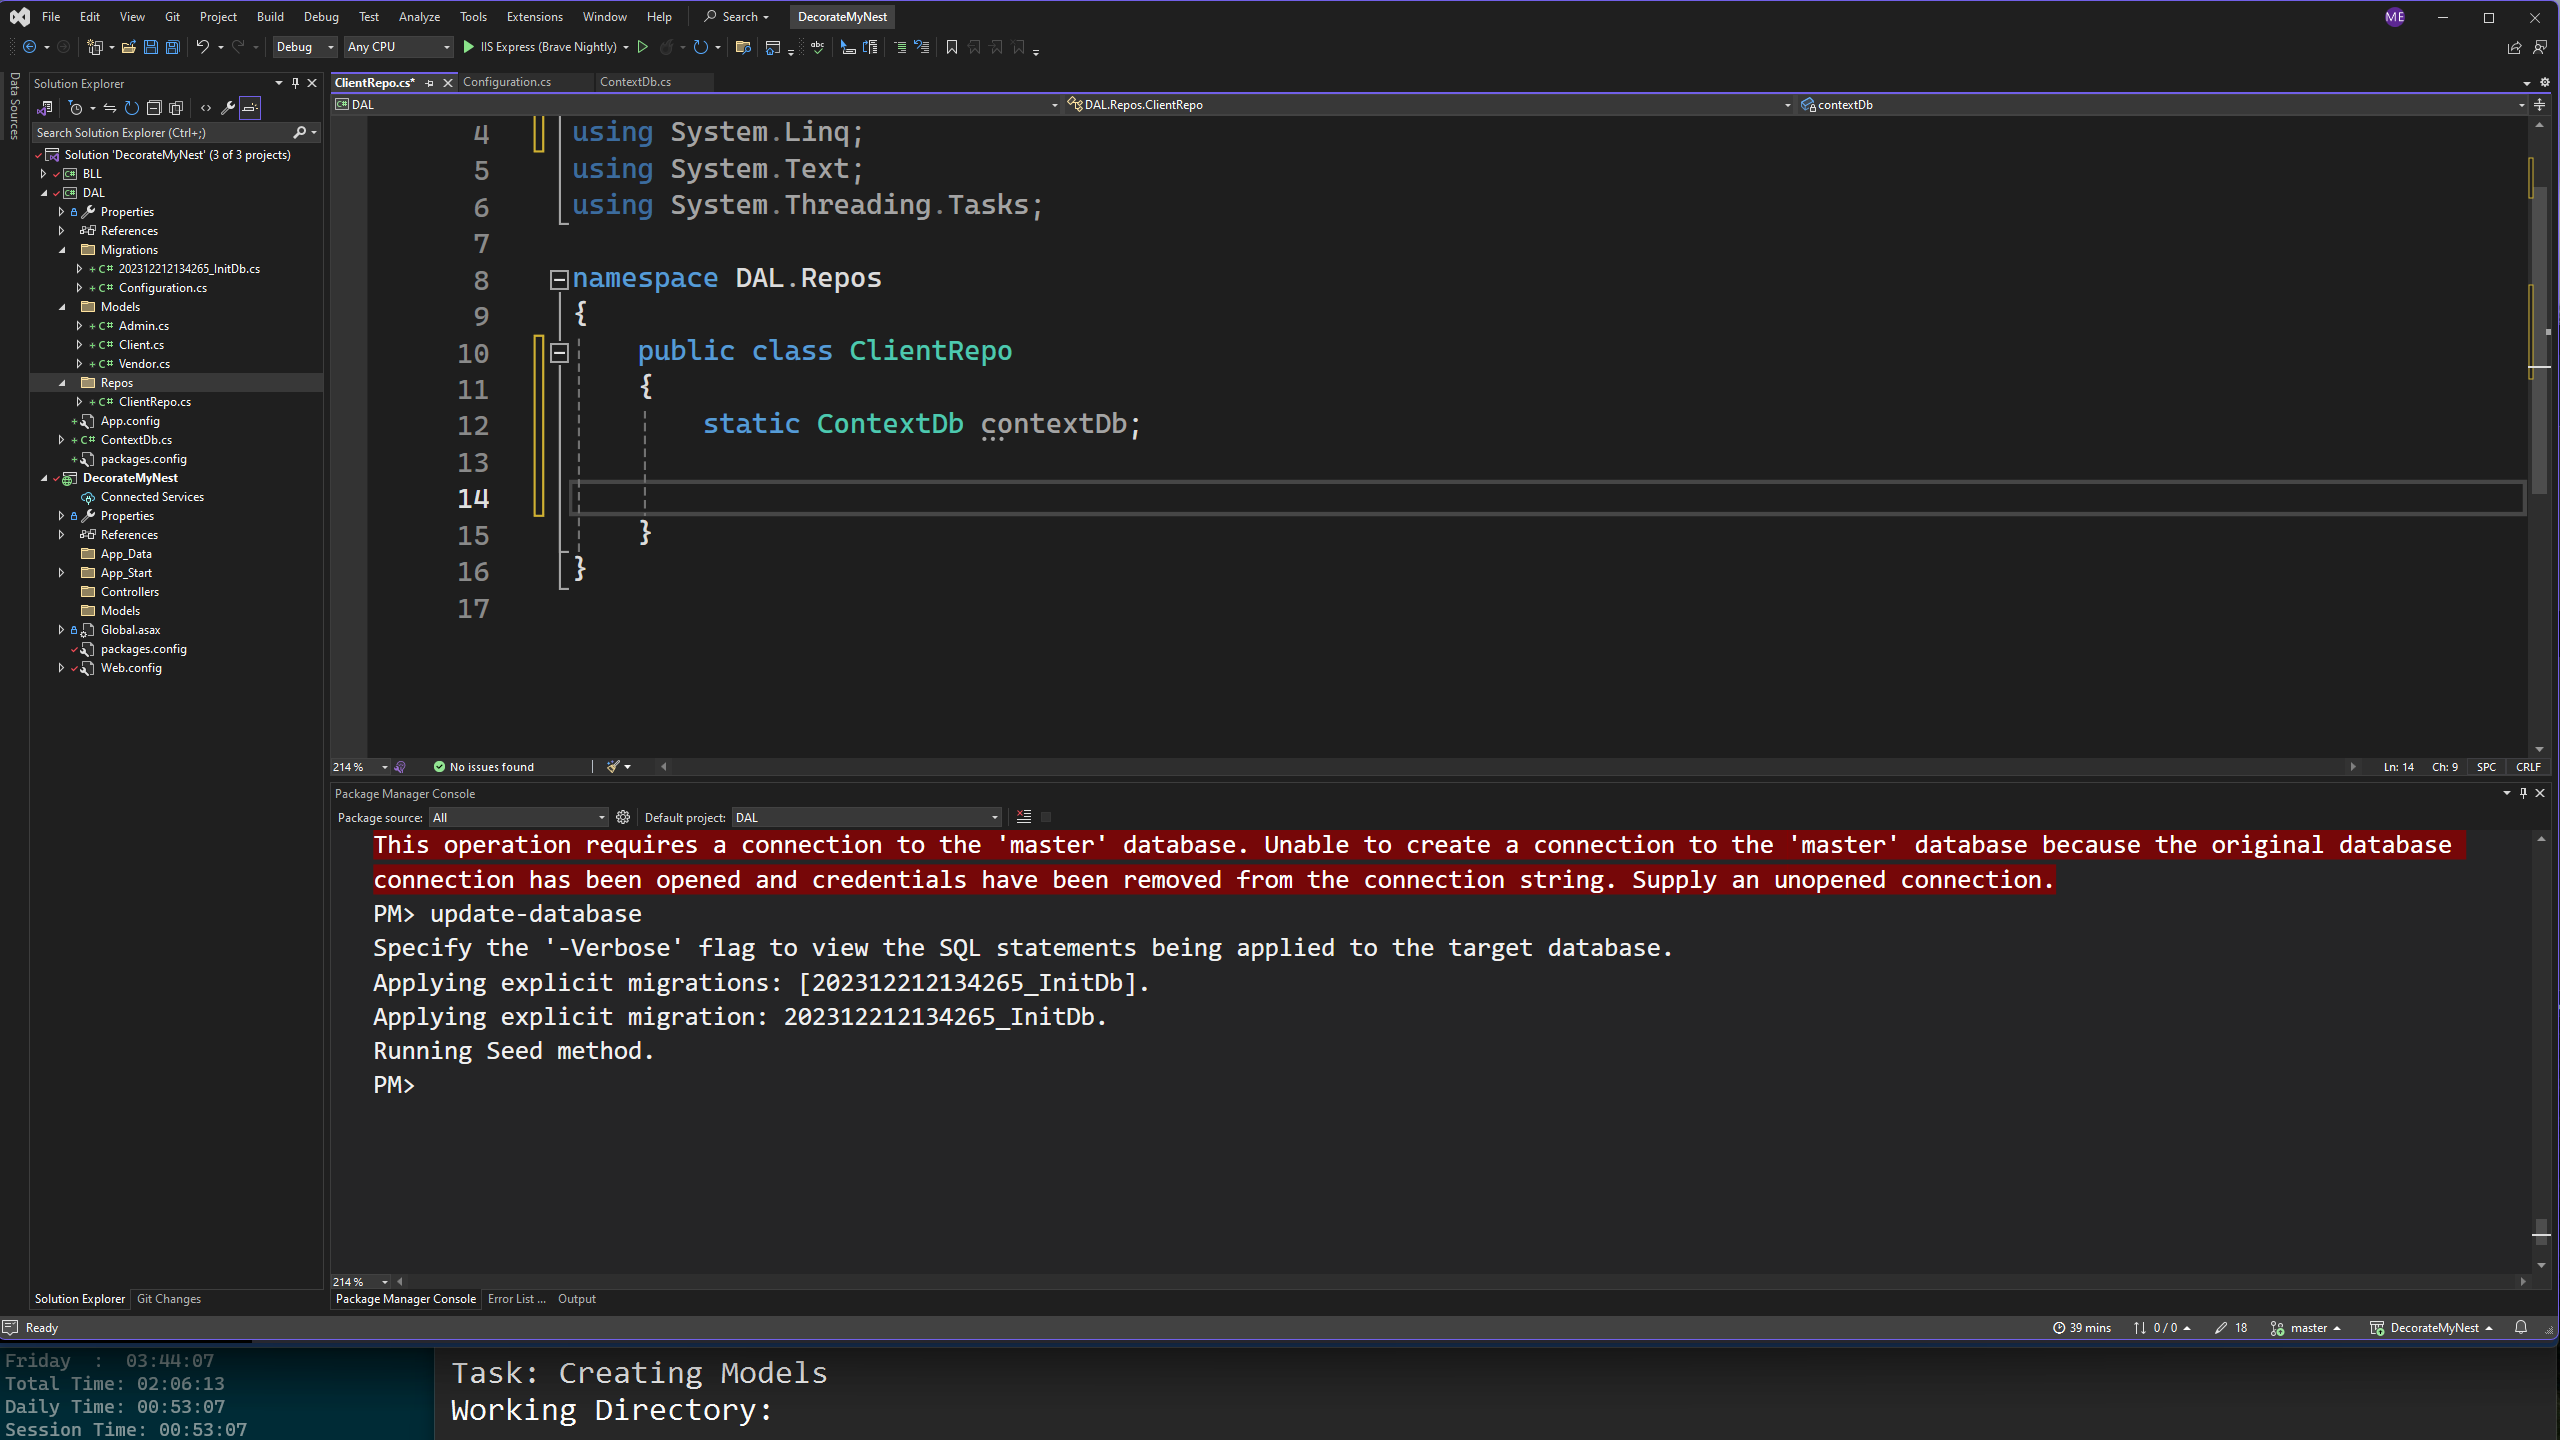 File Edit View Git Project Build Debug Test Analyze Tools Extensions Window Help Search DecorateMyNest ME
Debug Any CPU IIS Express (Brave Nightly)
Data Sources
Solution Explorer
Search Solution Explorer (Ctrl+;)
Solution 'DecorateMyNest' (3 of 3 projects)
BLL
DAL
Properties
References
Migrations
202312212134265_InitDb.cs
Configuration.cs
Models
Admin.cs
Client.cs
Vendor.cs
Repos
ClientRepo.cs
App.config
ContextDb.cs
packages.config
DecorateMyNest
Connected Services
Properties
References
App_Data
App_Start
Controllers
Models
Global.asax
packages.config
Web.config
Solution Explorer Git Changes
ClientRepo.cs* Configuration.cs ContextDb.cs
DAL DAL.Repos.ClientRepo contextDb
4 using System.Linq;
5 using System.Text;
6 using System.Threading.Tasks;
7
8 namespace DAL.Repos
9 {
10 public class ClientRepo
11 {
12 static ContextDb contextDb;
13
14
15 }
16 }
17
214 % No issues found Ln: 14 Ch: 9 SPC CRLF
Package Manager Console
Package source: All Default project: DAL
This operation requires a connection to the 'master' database. Unable to create a connection to the 'master' database because the original database
connection has been opened and credentials have been removed from the connection string. Supply an unopened connection.
PM> update-database
Specify the '-Verbose' flag to view the SQL statements being applied to the target database.
Applying explicit migrations: [202312212134265_InitDb].
Applying explicit migration: 202312212134265_InitDb.
Running Seed method.
PM>
214 %
Package Manager Console Error List ... Output
Ready 39 mins 0 / 0 18 master DecorateMyNest
Friday : 03:44:07
Total Time: 02:06:13
Daily Time: 00:53:07
Session Time: 00:53:07
Task: Creating Models
Working Directory: